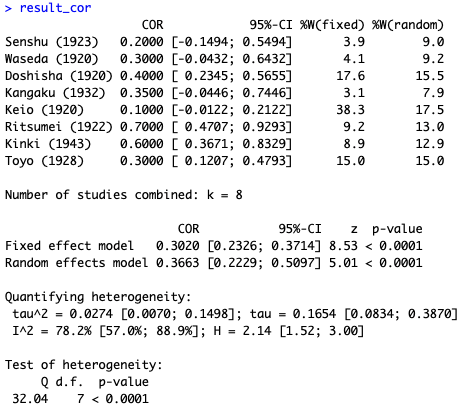 > result_cor
COR 95%-CI %W(fixed) %W(random)
Senshu (1923) 0.2000 [-0.1494; 0.5494] 3.9 9.0
Waseda (1920) 0.3000 [-0.0432; 0.6432] 4.1 9.2
Doshisha (1920) 0.4000 [ 0.2345; 0.5655] 17.6 15.5
Kangaku (1932) 0.3500 [-0.0446; 0.7446] 3.1 7.9
Keio (1920) 0.1000 [-0.0122; 0.2122] 38.3 17.5
Ritsumei (1922) 0.7000 [ 0.4707; 0.9293] 9.2 13.0
Kinki (1943) 0.6000 [ 0.3671; 0.8329] 8.9 12.9
Toyo (1928) 0.3000 [ 0.1207; 0.4793] 15.0 15.0
Number of studies combined: k = 8
COR 95%-CI z p-value
Fixed effect model 0.3020 [0.2326; 0.3714] 8.53 < 0.0001
Random effects model 0.3663 [0.2229; 0.5097] 5.01 < 0.0001
Quantifying heterogeneity:
tau^2 = 0.0274 [0.0070; 0.1498]; tau = 0.1654 [0.0834; 0.3870]
I^2 = 78.2% [57.0%; 88.9%]; H = 2.14 [1.52; 3.00]
Test of heterogeneity:
Q d.f. p-value
32.04 7 < 0.0001